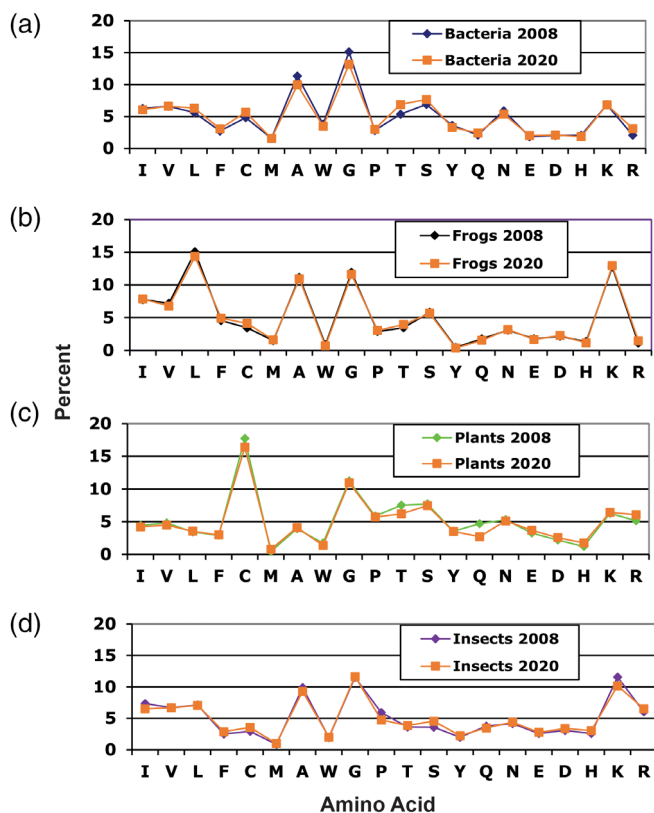 (a)
20
15
10
5
0
Bacteria 2008
Bacteria 2020
I V L F C M A W G P T S Y Q N E D H K R
(b)
20
15
10
5
0
Frogs 2008
Frogs 2020
I V L F C M A W G P T S Y Q N E D H K R
Percent
(c)
20
15
10
5
0
Plants 2008
Plants 2020
I V L F C M A W G P T S Y Q N E D H K R
(d)
20
15
10
5
0
Insects 2008
Insects 2020
I V L F C M A W G P T S Y Q N E D H K R
Amino Acid